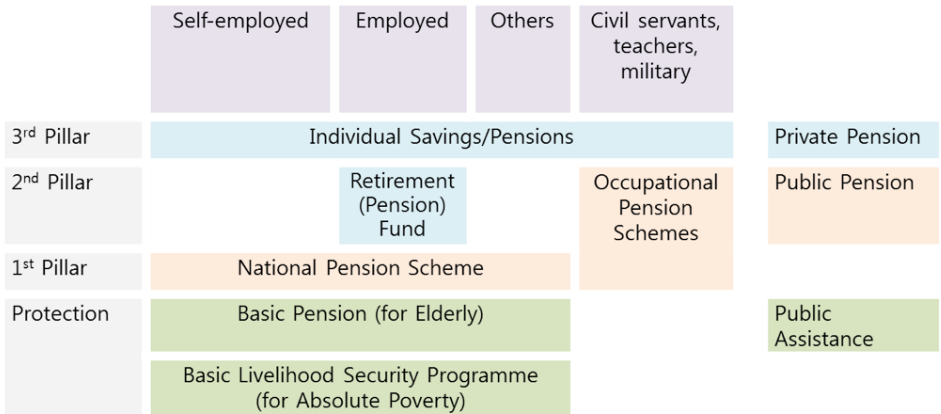 Self-employed
Employed
Others
Civil servants,
teachers,
military
3rd Pillar
Individual Savings/Pensions
Private Pension
2nd Pillar
Retirement
(Pension)
Fund
Occupational
Pension
Schemes
Public Pension
1st Pillar
National Pension Scheme
Protection
Basic Pension (for Elderly)
Public
Assistance
Basic Livelihood Security Programme
(for Absolute Poverty)